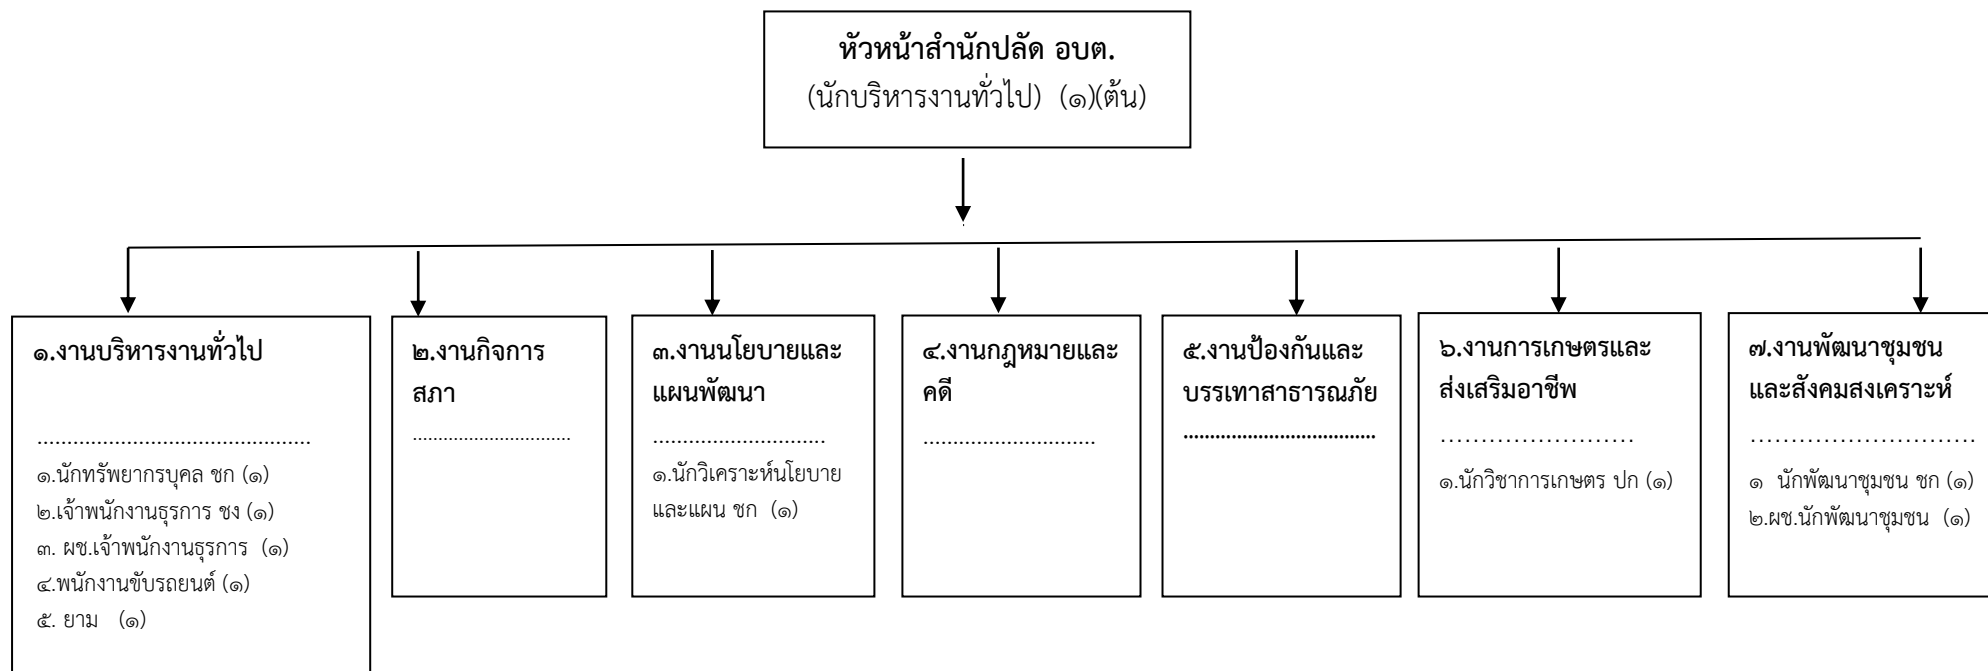 หัวหน้าสำนักปลัด อบต.
(นักบริหารงานทั่วไป) (๑)(ต้น)
๑.งานบริหารงานทั่วไป
.............................................
๑.นักทรัพยากรบุคล ชก (๑)
๒.เจ้าพนักงานธุรการ ชง (๑)
๓. ผช.เจ้าพนักงานธุรการ (๑)
๔.พนักงานขับรถยนต์ (๑)
๕. ยาม (๑)
๒.งานกิจการ
สภา
...............................
๓.งานนโยบายและ
แผนพัฒนา
............................
๑.นักวิเคราะห์นโยบาย
และแผน ชก (๑)
๔.งานกฎหมายและ
คดี
............................
๕.งานป้องกันและ
บรรเทาสาธารณภัย
....................................
๖.งานการเกษตรและ
ส่งเสริมอาชีพ
........................
๑.นักวิชาการเกษตร ปก (๑)
๗.งานพัฒนาชุมชน
และสังคมสงเคราะห์
............................
๑ นักพัฒนาชุมชน ชก (๑)
๒.ผช.นักพัฒนาชุมชน (๑)